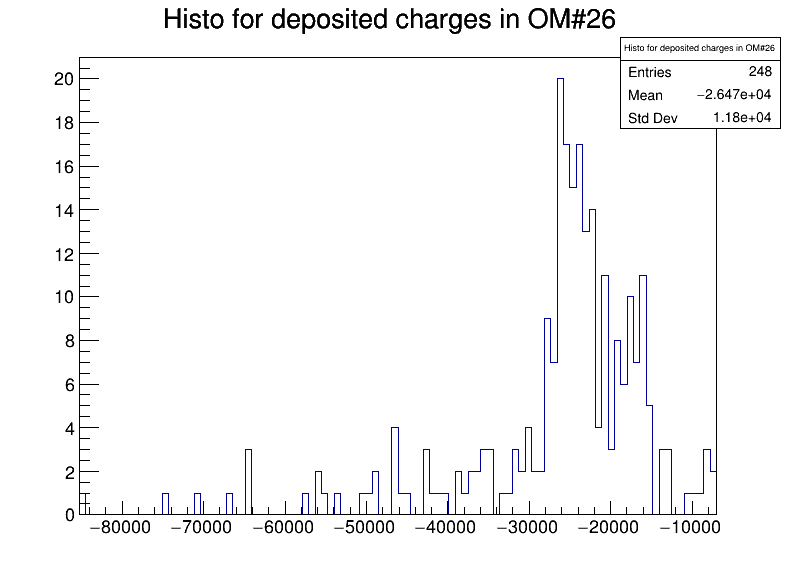 Histo for deposited charges in OM#26
Histo for deposited charges in OM#26
Entries 248
Mean −2.647e+04
Std Dev 1.18e+04
20
18
16
14
12
10
8
6
4
2
0
−80000 −70000 −60000 −50000 −40000 −30000 −20000 −10000